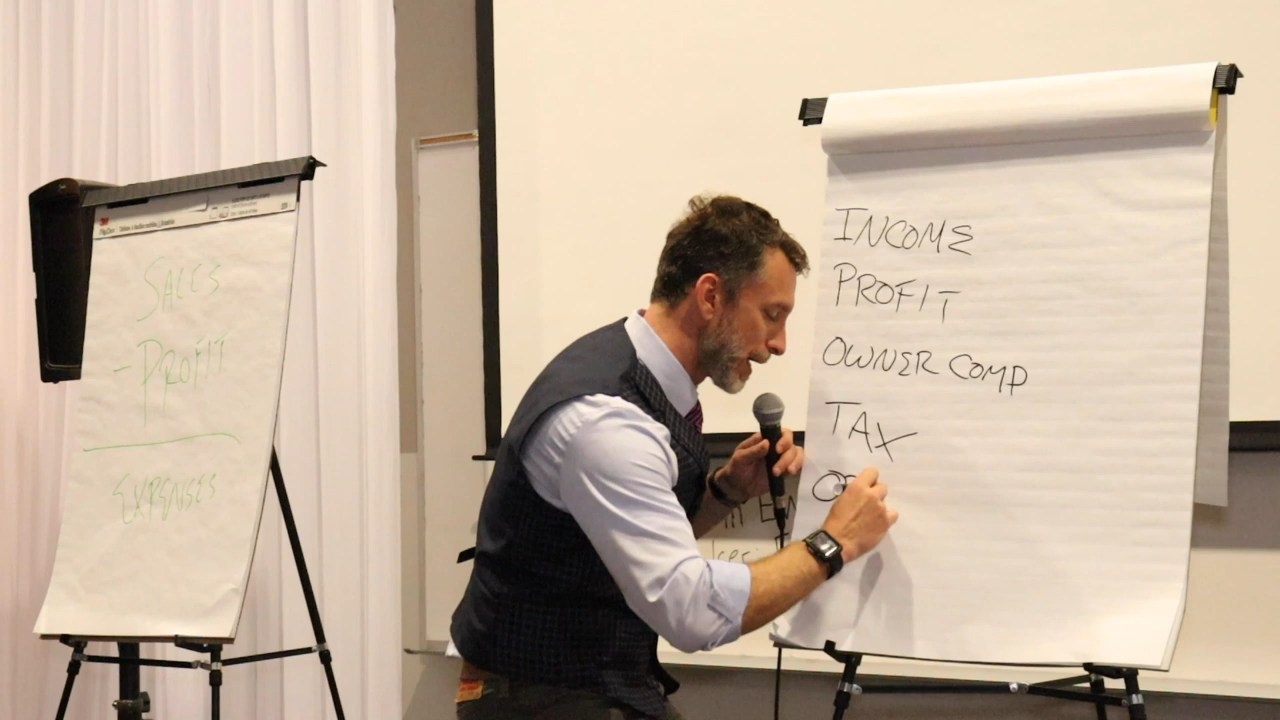 SALES
- PROFIT
EXPENSES
INCOME
PROFIT
OWNER COMP
TAX